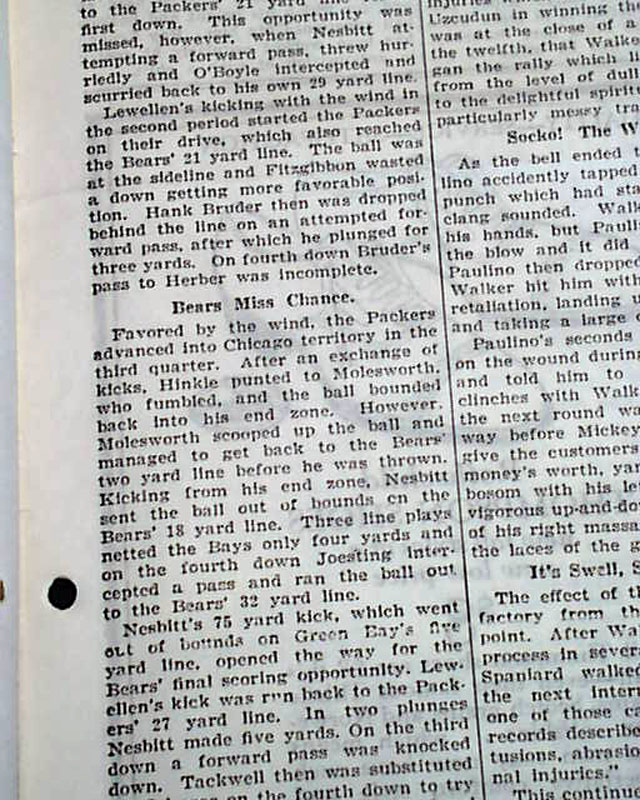 to the Packers' 21 yard line for
first down. This opportunity was
missed, however, when Nesbitt at-
tempting a forward pass, threw hur-
riedly and O'Boyle intercepted and
scurried back to his own 29 yard line.
Lewellen's kicking with the wind in
the second period started the Packers
on their drive, which also reached
the Bears' 21 yard line. The ball was
at the sideline and Fitzgibbon wasted
a down getting more favorable posi-
tion. Hank Bruder then was dropped
behind the line on an attempted for-
ward pass, after which he plunged for
three yards. On fourth down Bruder's
pass to Herber was incomplete.
Bears Miss Chance.
Favored by the wind, the Packers
advanced into Chicago territory in the
third quarter. After an exchange of
kicks, Hinkle punted to Molesworth,
who fumbled, and the ball bounded
back into his end zone. However,
Molesworth scooped up the ball and
managed to get back to the Bears'
two yard line before he was thrown.
Kicking from his end zone, Nesbitt
sent the ball out of bounds on the
Bears' 18 yard line. Three line plays
netted the Bays only four yards and
on the fourth down Joesting inter-
cepted a pass and ran the ball out
to the Bears' 32 yard line.
Nesbitt's 75 yard kick, which went
out of bounds on Green Bay's five
yard line, opened the way for the
Bears' final scoring opportunity. Lew-
ellen's kick was run back to the Pack-
ers' 27 yard line. In two plunges
Nesbitt made five yards. On the third
down a forward pass was knocked
down. Tackwell then was substituted
on the fourth down to try
Uzcudun in winning th
was at the close of a
the twelfth, that Walke
gan the rally which li
from the level of dull
to the delightful spirit
particularly messy tra
Socko! The W
As the bell ended t
lino accidently tapped
punch which had sta
clang sounded. Walk
his hands, but Pauli
the blow and it did
Paulino then dropped
Walker hit him with
retaliation, landing
and taking a large
Paulino's seconds
on the wound durin
and told him to
clinches with Walk
the next round wa
way before Mickey
give the customers
money's worth, ya
bosom with his le
vigorous up-and-do
of his right massa
the laces of the g
It's Swell, S
The effect of t
factory from th
point. After Wa
process in sever
Spaniard walke
the next inter
one of those ca
records describe
tusions, abrasio
nal injuries."
This continue